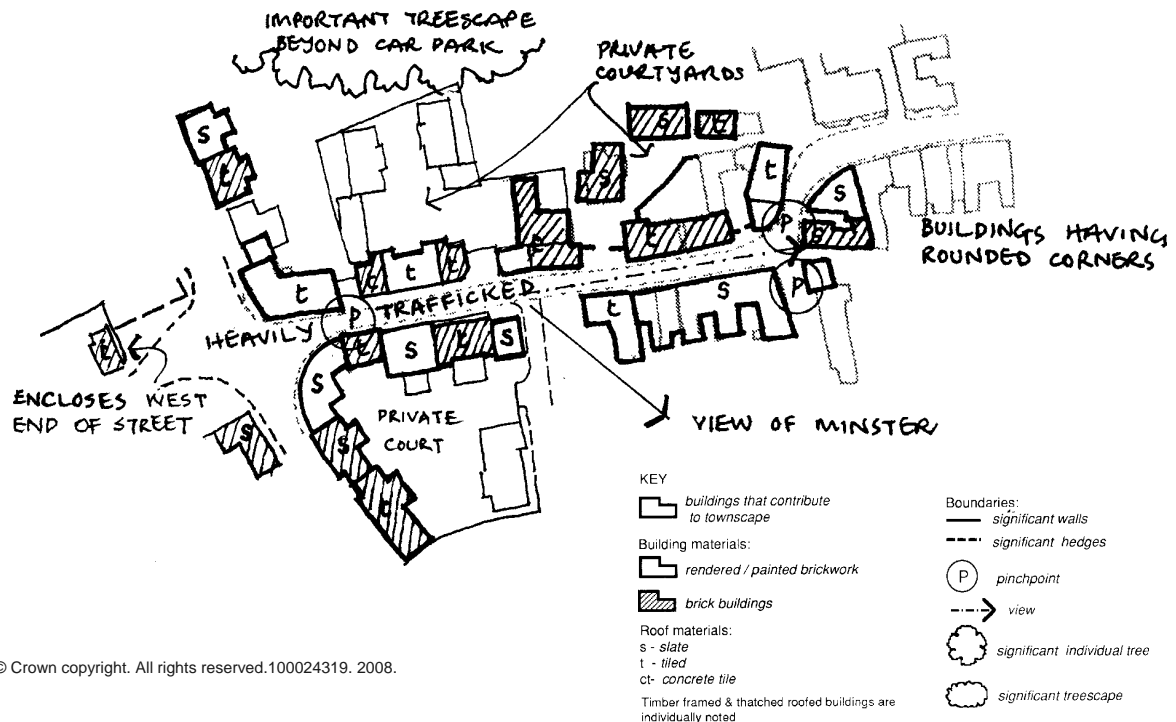 IMPORTANT TREESCAPE
BEYOND CAR PARK
PRIVATE
COURTYARDS
s
t
s
t
s
t
s
t
s
P
s
BUILDINGS HAVING
ROUNDED CORNERS
t
t
t
t
s
P
TRAFFICKED
HEAVILY
P
t
s
t
s
t
s
t
s
ENCLOSES WEST
END OF STREET
PRIVATE
COURT
VIEW OF MINSTER
s
s
t
KEY
buildings that contribute
to townscape
Building materials:
rendered / painted brickwork
brick buildings
Roof materials:
s - slate
t - tiled
ct- concrete tile
Timber framed & thatched roofed buildings are
individually noted
Boundaries:
significant walls
significant hedges
P pinchpoint
view
significant individual tree
significant treescape
© Crown copyright. All rights reserved.100024319. 2008.